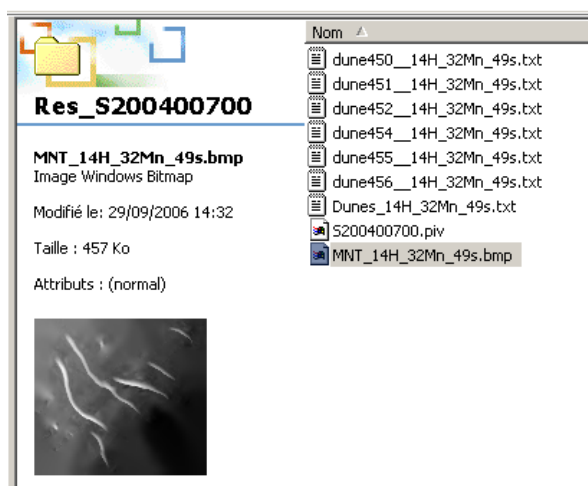 Nom
dune450__14H_32Mn_49s.txt
dune451__14H_32Mn_49s.txt
dune452__14H_32Mn_49s.txt
dune454__14H_32Mn_49s.txt
dune455__14H_32Mn_49s.txt
dune456__14H_32Mn_49s.txt
Dunes_14H_32Mn_49s.txt
S200400700.piv
MNT_14H_32Mn_49s.bmp
Res_S200400700
MNT_14H_32Mn_49s.bmp
Image Windows Bitmap
Modifié le: 29/09/2006 14:32
Taille : 457 Ko
Attributs : (normal)